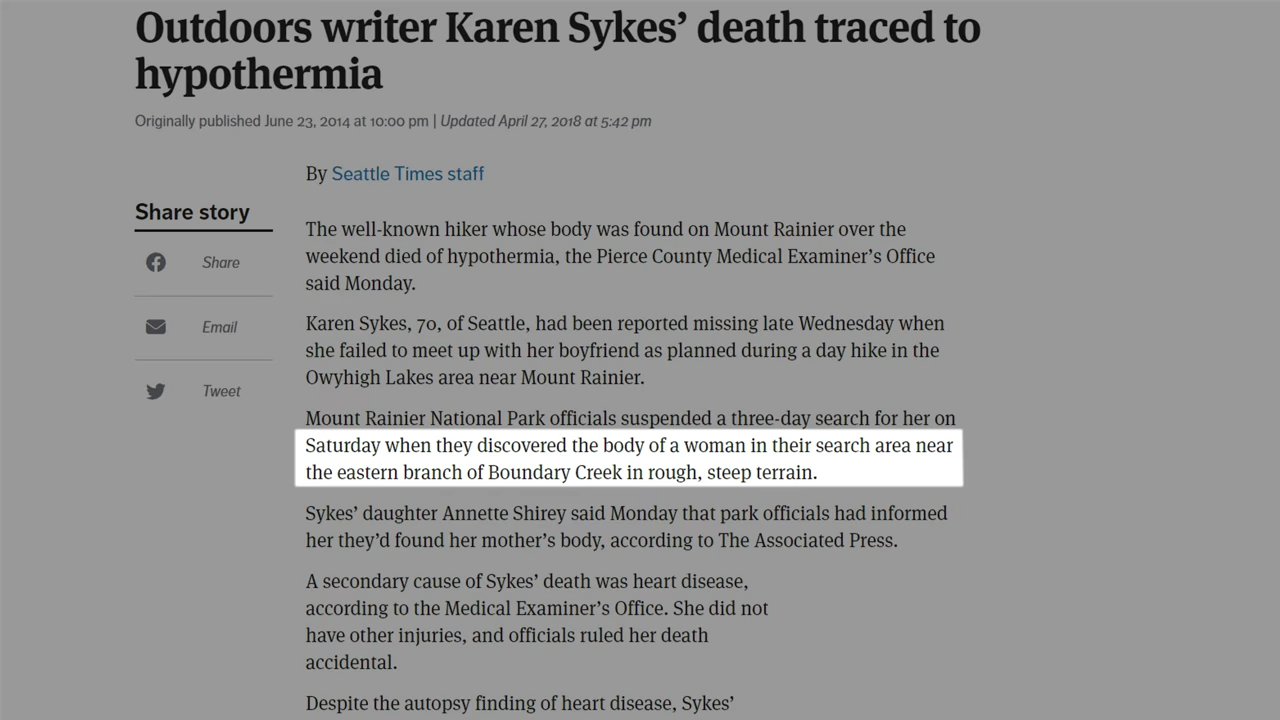 Outdoors writer Karen Sykes’ death traced to
hypothermia
Originally published June 23, 2014 at 10:00 pm | Updated April 27, 2018 at 5:42 pm
By Seattle Times staff
Share story
Share
Email
Tweet
The well-known hiker whose body was found on Mount Rainier over the
weekend died of hypothermia, the Pierce County Medical Examiner’s Office
said Monday.
Karen Sykes, 70, of Seattle, had been reported missing late Wednesday when
she failed to meet up with her boyfriend as planned during a day hike in the
Owyhigh Lakes area near Mount Rainier.
Mount Rainier National Park officials suspended a three-day search for her on
Saturday when they discovered the body of a woman in their search area near
the eastern branch of Boundary Creek in rough, steep terrain.
Sykes’ daughter Annette Shirey said Monday that park officials had informed
her they’d found her mother’s body, according to The Associated Press.
A secondary cause of Sykes’ death was heart disease,
according to the Medical Examiner’s Office. She did not
have other injuries, and officials ruled her death
accidental.
Despite the autopsy finding of heart disease, Sykes’